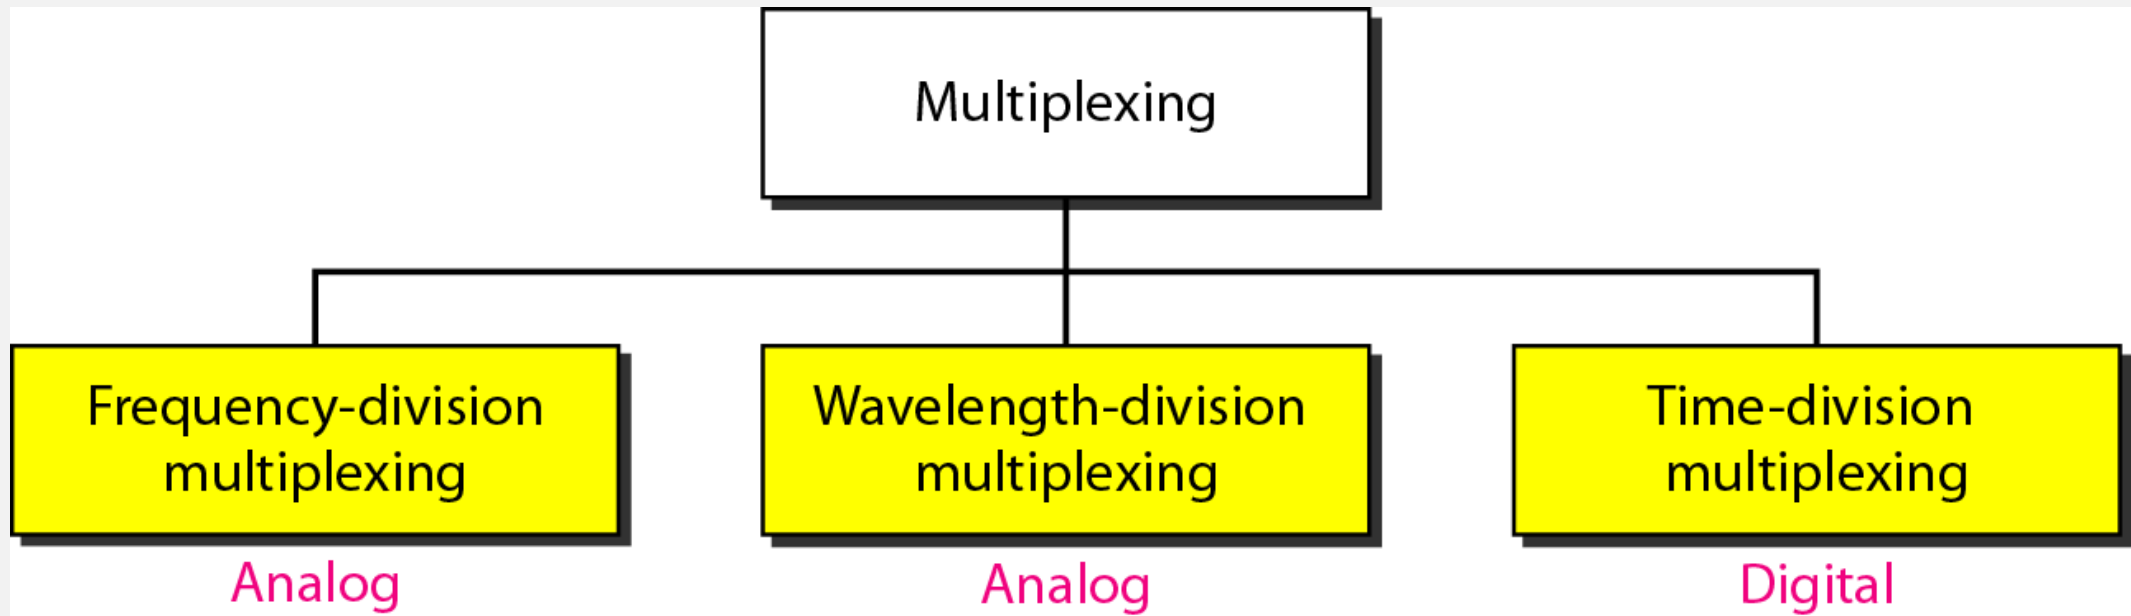 Multiplexing
Frequency-division
multiplexing
Wavelength-division
multiplexing
Time-division
multiplexing
Analog
Analog
Digital